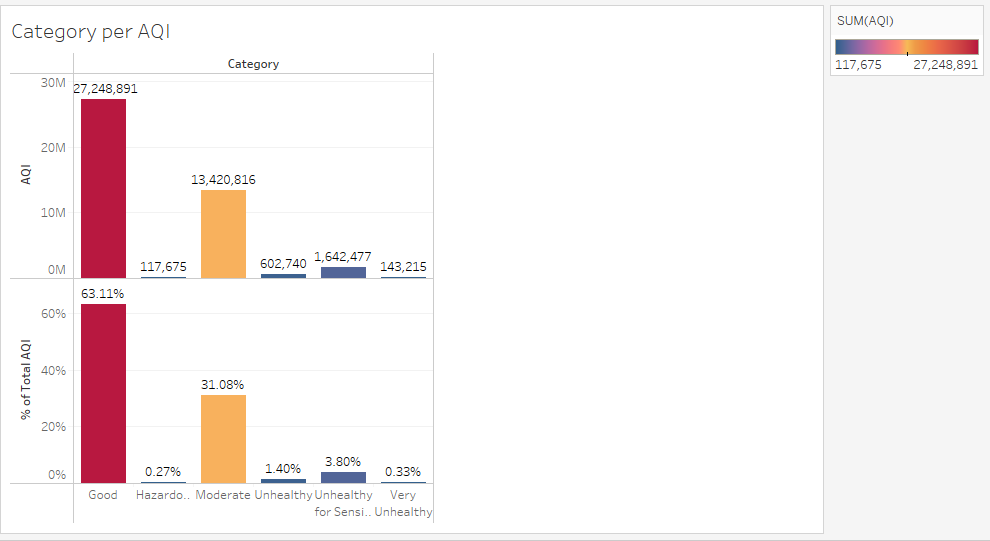 Category per AQI
SUM(AQI)
117,675 27,248,891
Category
30M
20M
10M
0M
AQI
27,248,891
117,675
13,420,816
602,740
1,642,477
143,215
60%
40%
20%
0%
% of Total AQI
63.11%
0.27%
31.08%
1.40%
3.80%
0.33%
Good
Hazardo..
Moderate
Unhealthy
Unhealthy
for Sensi..
Very
Unhealthy